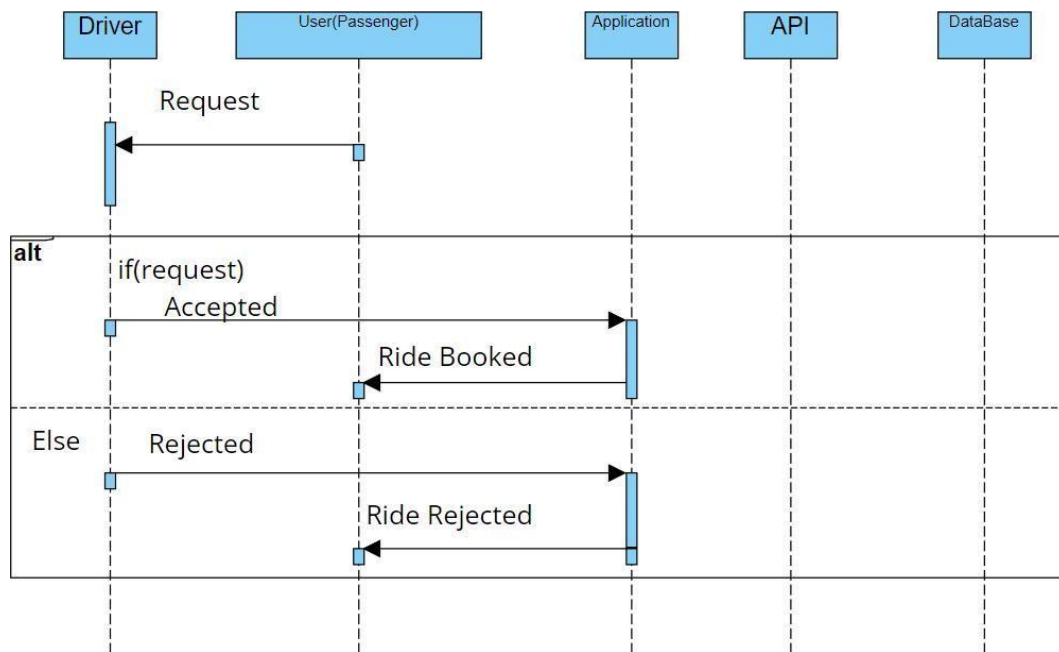 Driver
User(Passenger)
Application
API
DataBase
Request
alt
if(request)
Accepted
Ride Booked
Else
Rejected
Ride Rejected